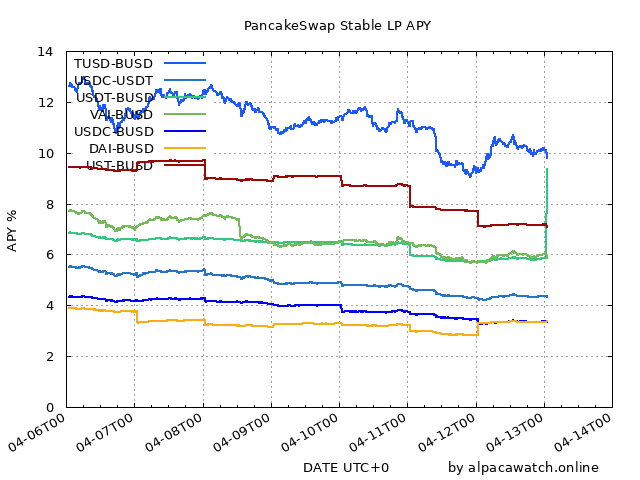 PancakeSwap Stable LP APY
14
12
10
8
6
4
2
0
APY %
TUSD-BUSD
USDC-USDT
USDT-BUSD
VAI-BUSD
USDC-BUSD
DAI-BUSD
UST-BUSD
04-06T00
04-07T00
04-08T00
04-09T00
04-10T00
04-11T00
04-12T00
04-13T00
04-14T00
DATE UTC+0
by alpacawatch.online